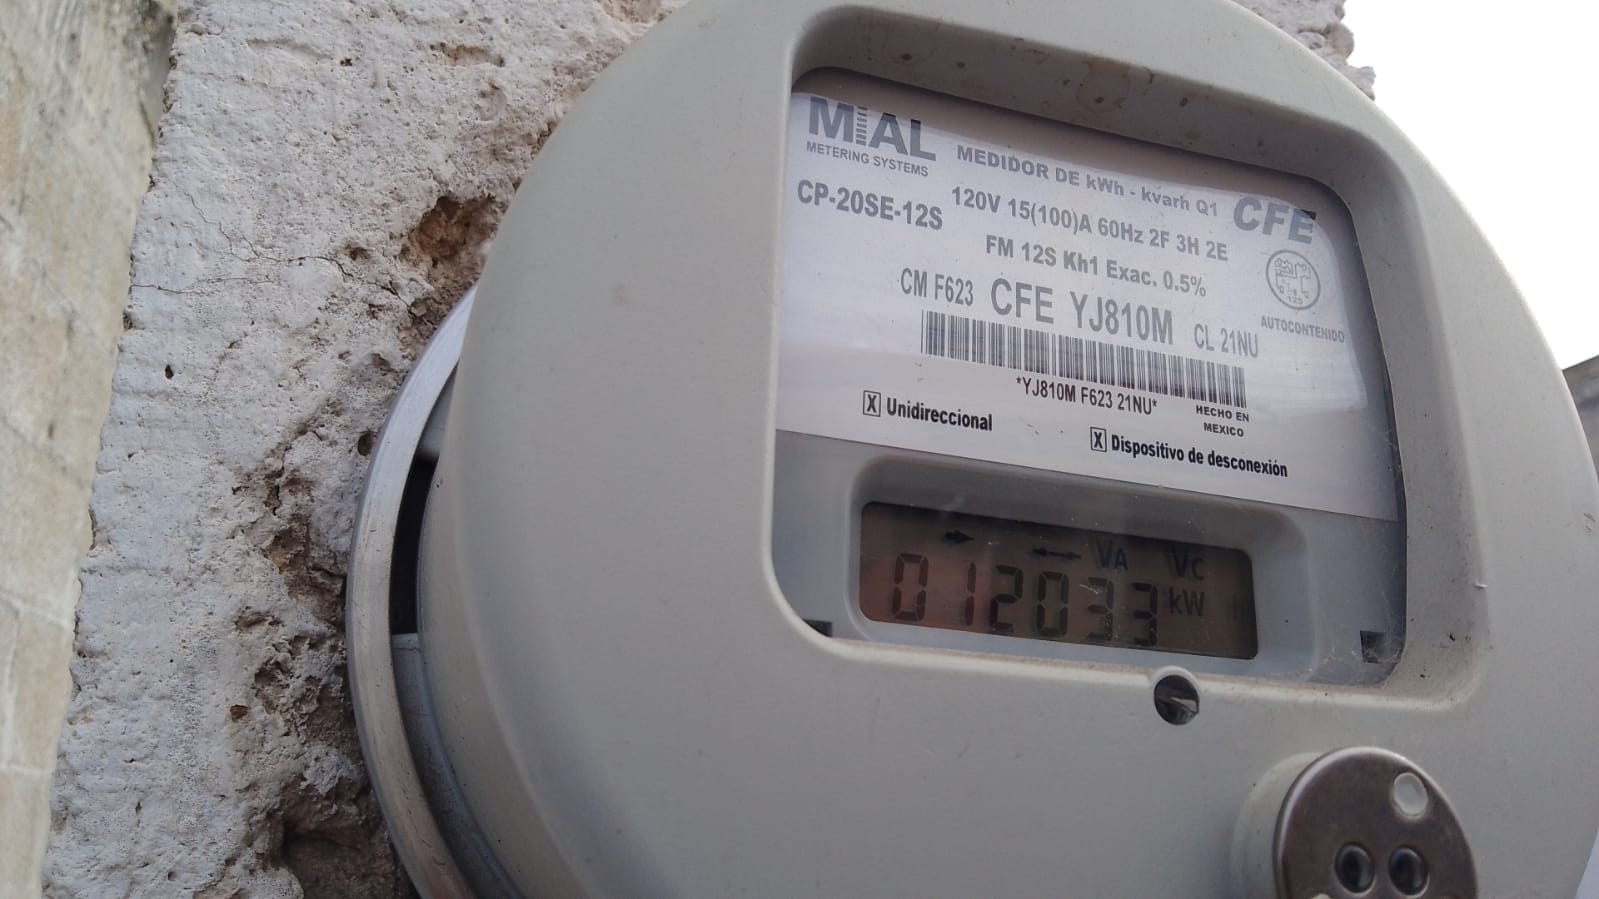 MIAL
METERING SYSTEMS
MEDIDOR DE kWh - kvarh Q1
CFE
CP-20SE-12S
120V 15(100)A 60Hz 2F 3H 2E
FM 12S Kh1 Exac. 0.5%
12S
AUTOCONTENIDO
CM F623 CFE YJ810M CL 21NU
*YJ810M F623 21NU*
HECHO EN
MEXICO
X Unidireccional
X Dispositivo de desconexión
VA VC
012033 kW